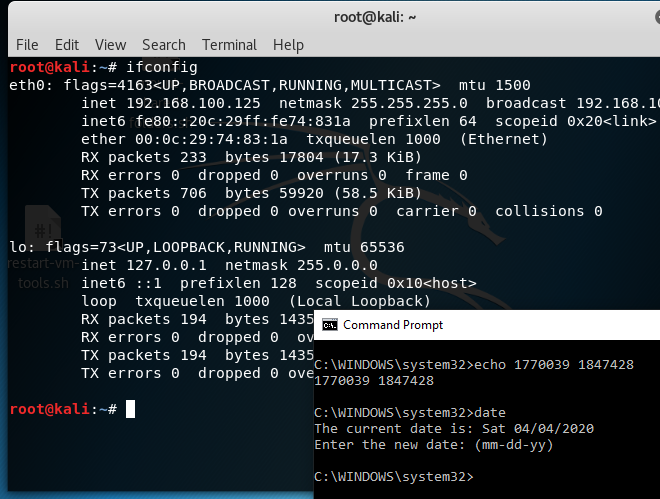 root@kali: ~
File Edit View Search Terminal Help
root@kali:~# ifconfig
eth0: flags=4163<UP,BROADCAST,RUNNING,MULTICAST>  mtu 1500
        inet 192.168.100.125  netmask 255.255.255.0  broadcast 192.168.10
        inet6 fe80::20c:29ff:fe74:831a  prefixlen 64  scopeid 0x20<link>
        ether 00:0c:29:74:83:1a  txqueuelen 1000  (Ethernet)
        RX packets 233  bytes 17804 (17.3 KiB)
        RX errors 0  dropped 0  overruns 0  frame 0
        TX packets 706  bytes 59920 (58.5 KiB)
        TX errors 0  dropped 0 overruns 0  carrier 0  collisions 0
lo: flags=73<UP,LOOPBACK,RUNNING>  mtu 65536
        inet 127.0.0.1  netmask 255.0.0.0
        inet6 ::1  prefixlen 128  scopeid 0x10<host>
        loop  txqueuelen 1000  (Local Loopback)
        RX packets 194  bytes 1435
        RX errors 0  dropped 0  ov
        TX packets 194  bytes 1435
        TX errors 0  dropped 0 ove
root@kali:~#
#!
restart-vm-
tools.sh
Command Prompt
C:\WINDOWS\system32>echo 1770039 1847428
1770039 1847428
C:\WINDOWS\system32>date
The current date is: Sat 04/04/2020
Enter the new date: (mm-dd-yy)
C:\WINDOWS\system32>